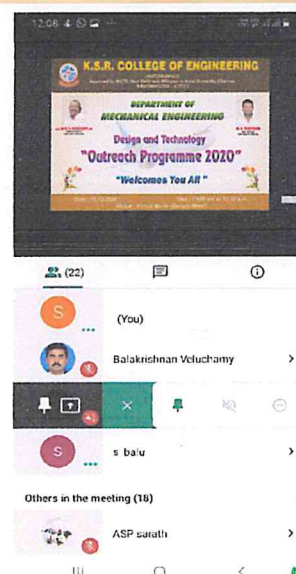 12:08
K.S.R. COLLEGE OF ENGINEERING
DEPARTMENT OF
MECHANICAL ENGINEERING
Design and Technology
"Outreach Programme 2020"
"Welcomes You All "
(22)
S
(You)
Balakrishnan Veluchamy
S
s balu
Others in the meeting (18)
ASP sarath